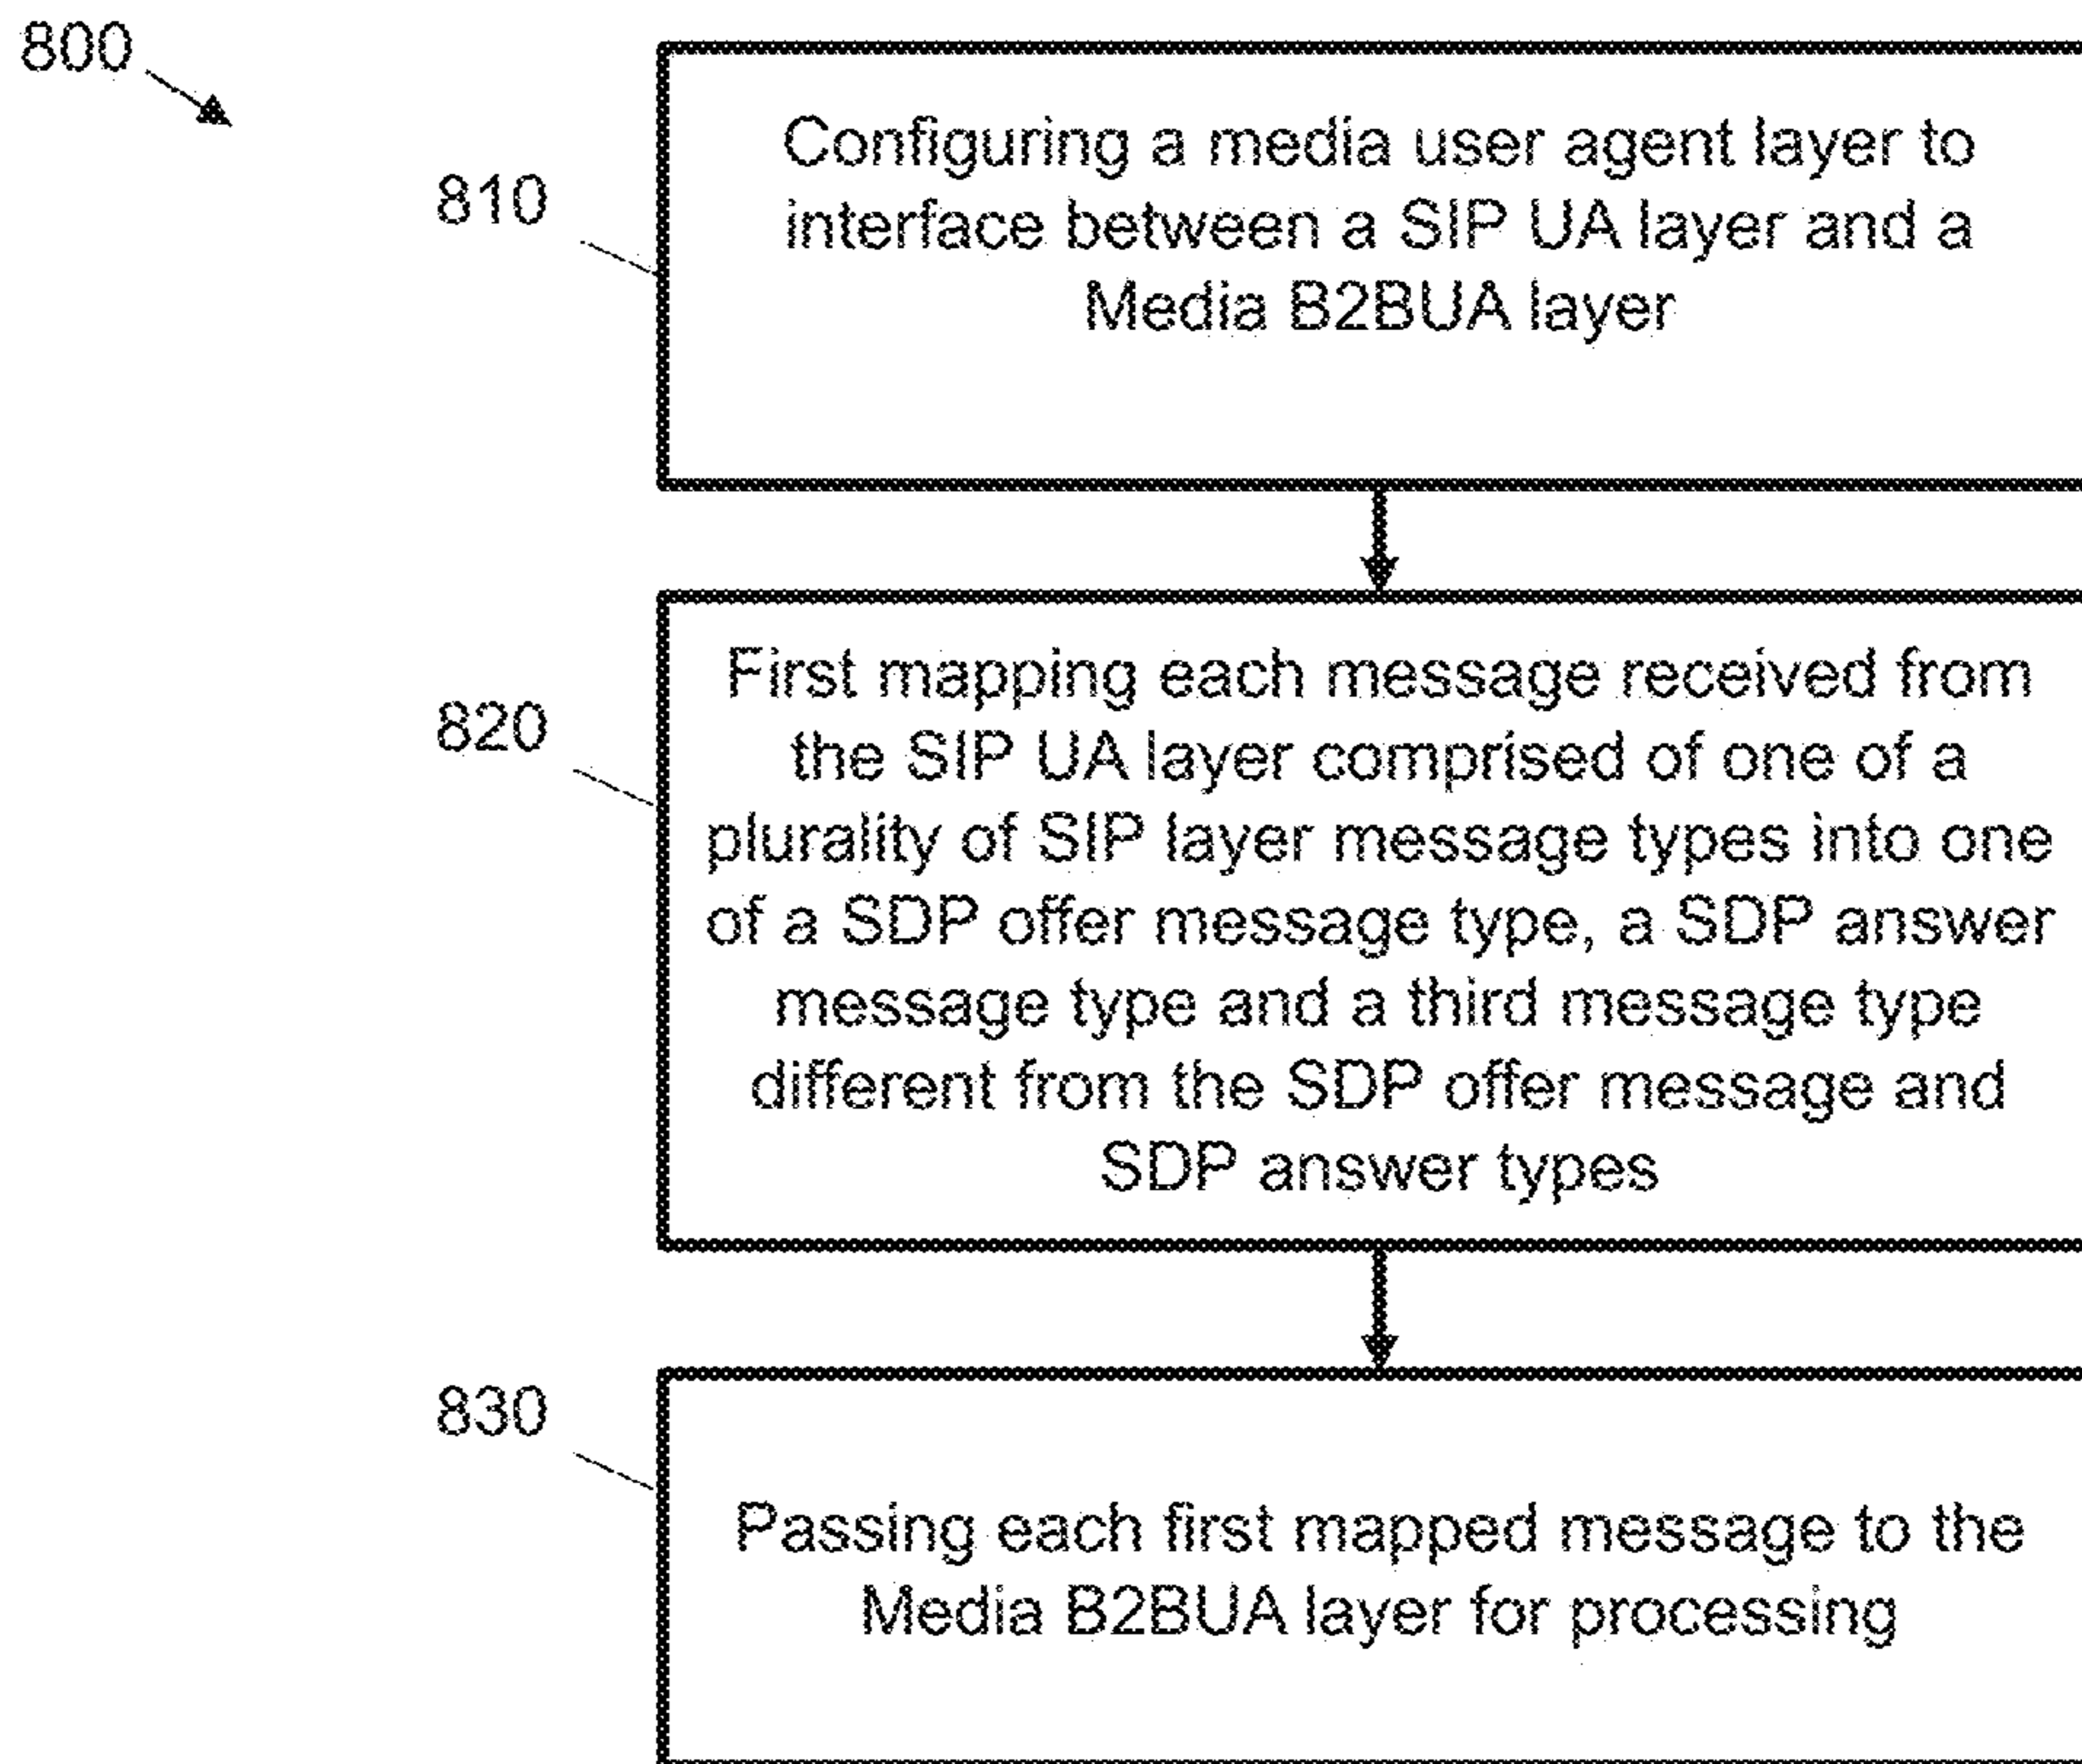 800
810
Configuring a media user agent layer to
interface between a SIP UA layer and a
Media B2BUA layer
820
First mapping each message received from
the SIP UA layer comprised of one of a
plurality of SIP layer message types into one
of a SDP offer message type, a SDP answer
message type and a third message type
different from the SDP offer message and
SDP answer types
830
Passing each first mapped message to the
Media B2BUA layer for processing